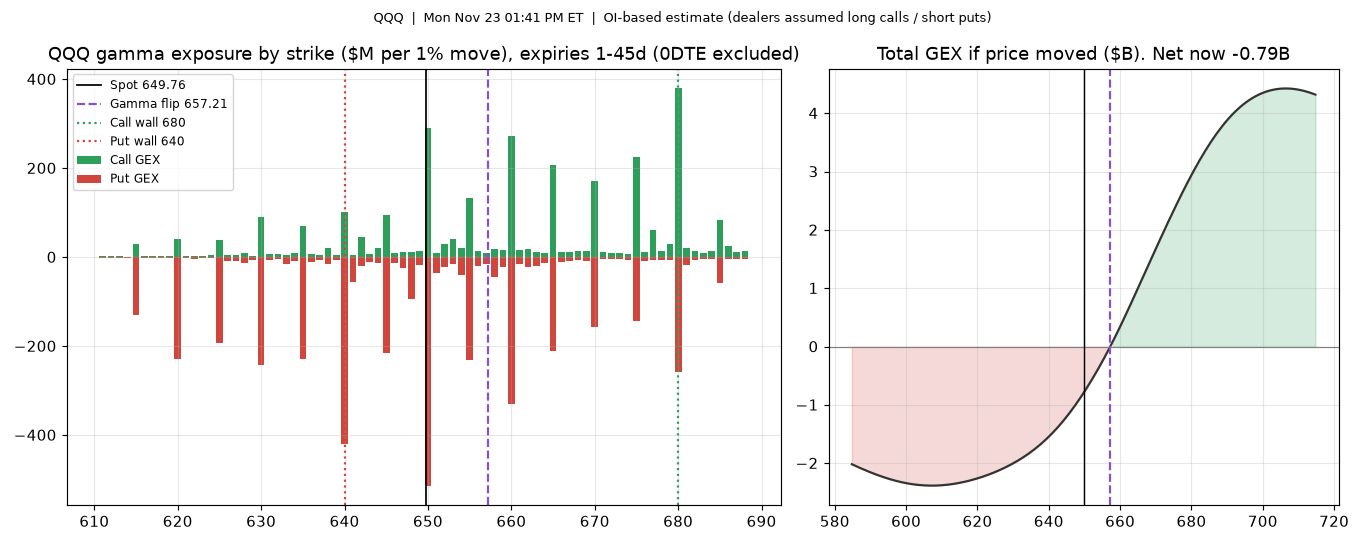 QQQ | Mon Nov 23 01:41 PM ET | OI-based estimate (dealers assumed long calls / short puts)
QQQ gamma exposure by strike ($M per 1% move), expiries 1-45d (0DTE excluded)
Spot 649.76
Gamma flip 657.21
Call wall 680
Put wall 640
Call GEX
Put GEX
400
200
0
−200
−400
610 620 630 640 650 660 670 680 690
Total GEX if price moved ($B). Net now -0.79B
4
3
2
1
0
−1
−2
580 600 620 640 660 680 700 720